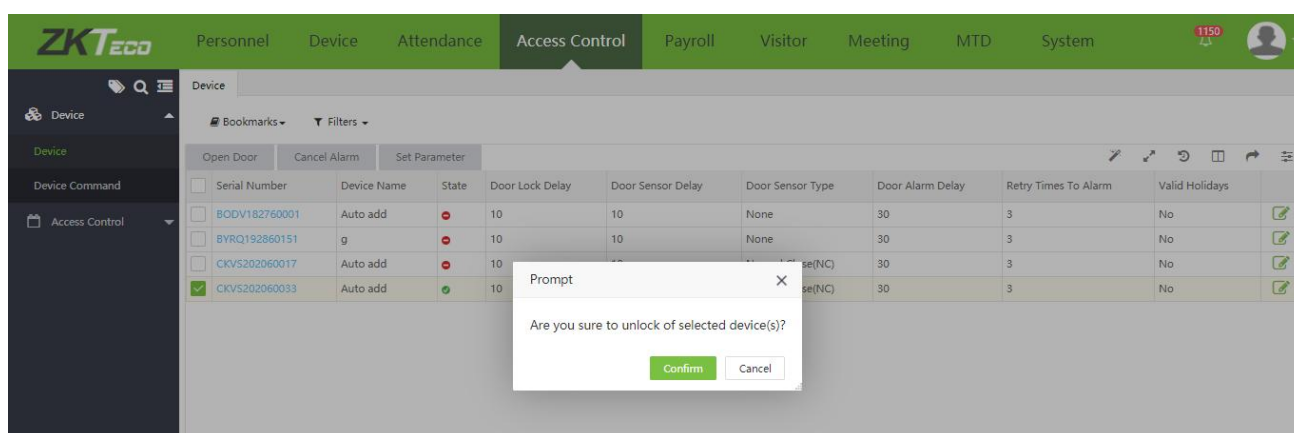 ZKTECO Personnel Device Attendance Access Control Payroll Visitor Meeting MTD System 1150
Device
Device
Bookmarks Filters
Device
Open Door Cancel Alarm Set Parameter
Device Command
Serial Number Device Name State Door Lock Delay Door Sensor Delay Door Sensor Type Door Alarm Delay Retry Times To Alarm Valid Holidays
Access Control
BODV182760001 Auto add 10 10 None 30 3 No
BYRQ192860151 g 10 10 None 30 3 No
CKVS202060017 Auto add 10 se(NC) 30 3 No
CKVS202060033 Auto add 10 se(NC) 30 3 No
Prompt
Are you sure to unlock of selected device(s)?
Confirm Cancel